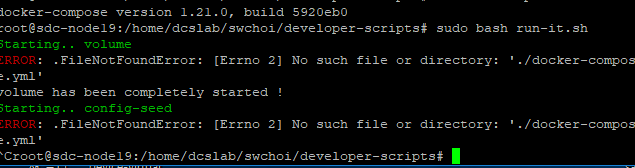 docker-compose version 1.21.0, build 5920eb0
root@sdc-node19:/home/dcslab/swchoi/developer-scripts# sudo bash run-it.sh
Starting.. volume
ERROR: .FileNotFoundError: [Errno 2] No such file or directory: './docker-compos
e.yml'
volume has been completely started !
Starting.. config-seed
ERROR: .FileNotFoundError: [Errno 2] No such file or directory: './docker-compos
e.yml'
^Croot@sdc-node19:/home/dcslab/swchoi/developer-scripts#